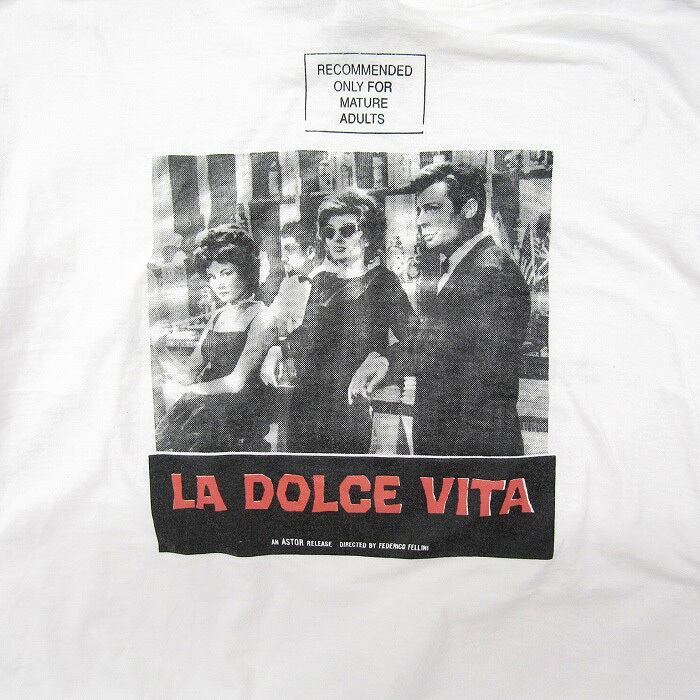 RECOMMENDED
ONLY FOR
MATURE
ADULTS
LA DOLCE VITA
AN ASTOR RELEASE DIRECTED BY FEDERICO FELLINI